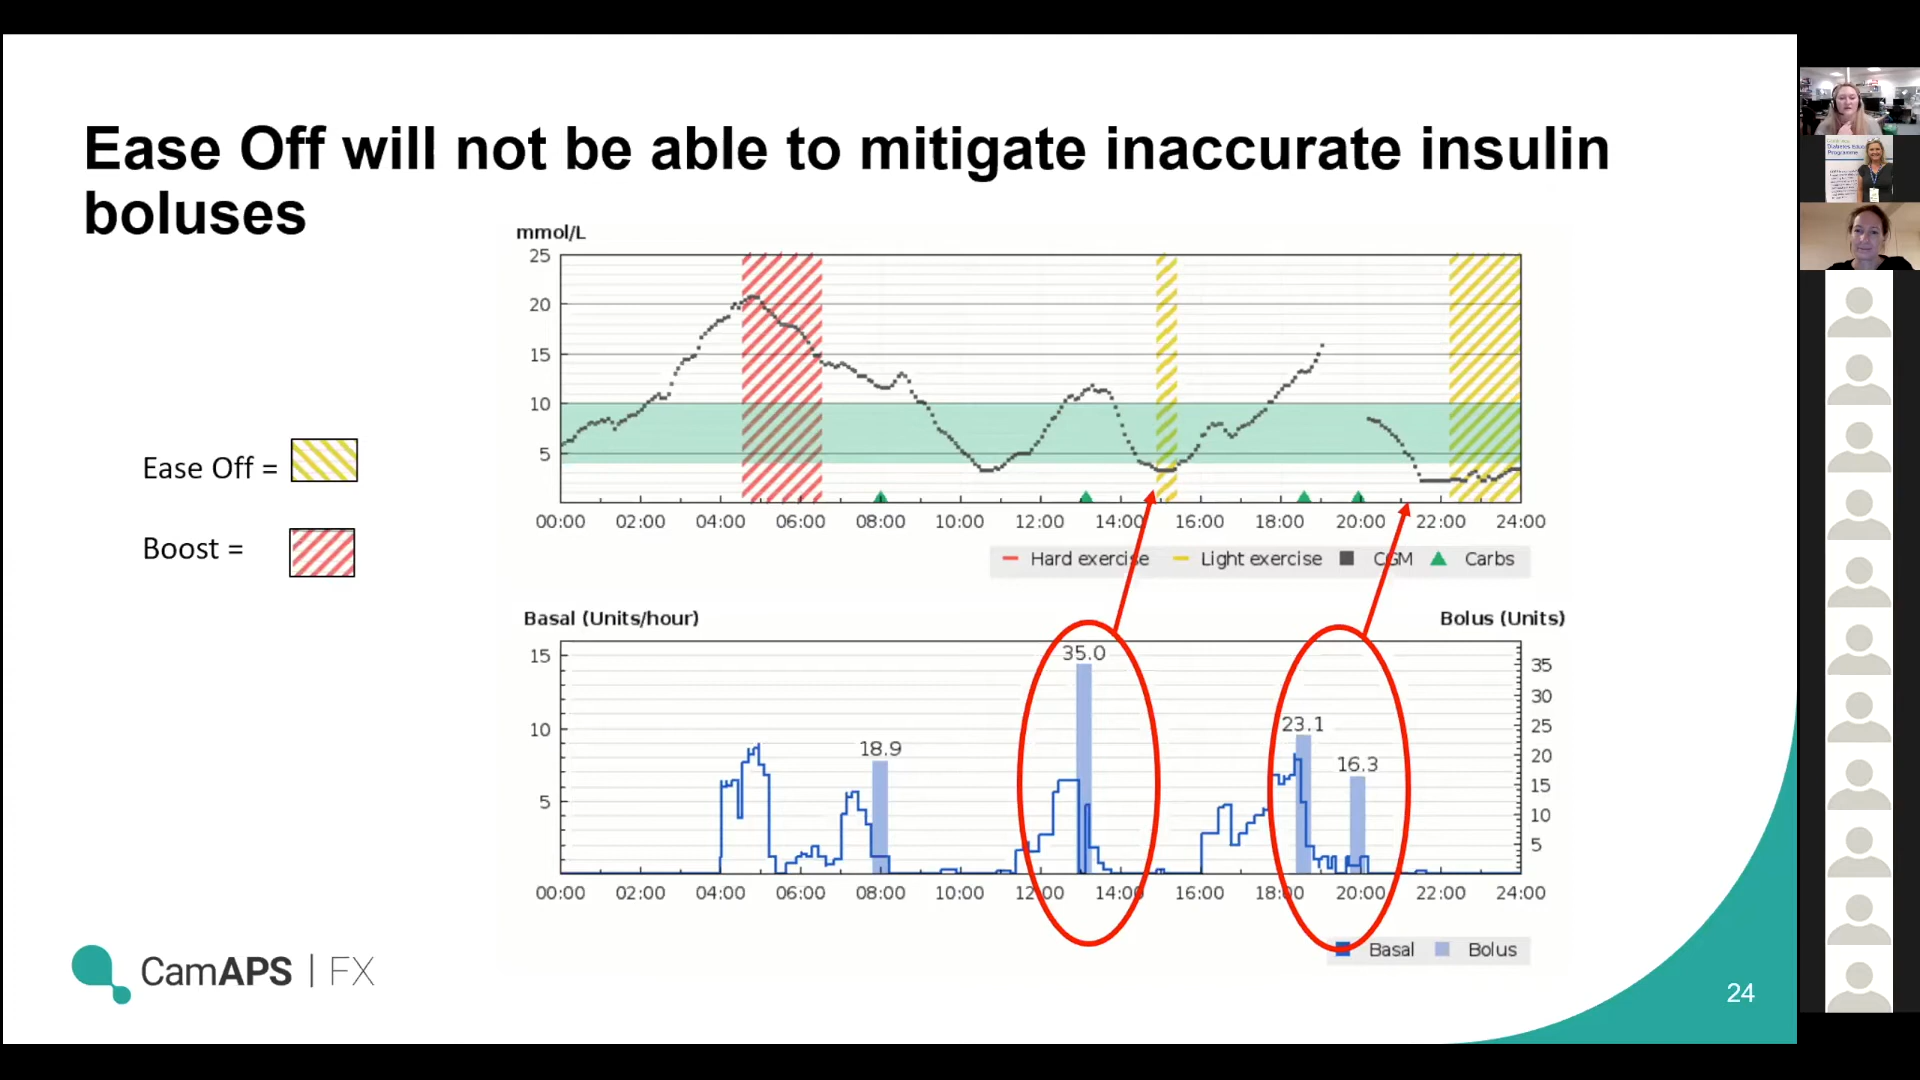 Ease Off will not be able to mitigate inaccurate insulin
boluses
mmol/L
25
20
15
10
5
00:00 02:00 04:00 06:00 08:00 10:00 12:00 14:00 16:00 18:00 20:00 22:00 24:00
Hard exercise Light exercise CGM Carbs
Ease Off =
Boost =
Basal (Units/hour) Bolus (Units)
15
10
5
35.0
18.9
23.1
16.3
35
30
25
20
15
10
5
00:00 02:00 04:00 06:00 08:00 10:00 12:00 14:00 16:00 18:00 20:00 22:00 24:00
Basal Bolus
CamAPS | FX
24
Programme